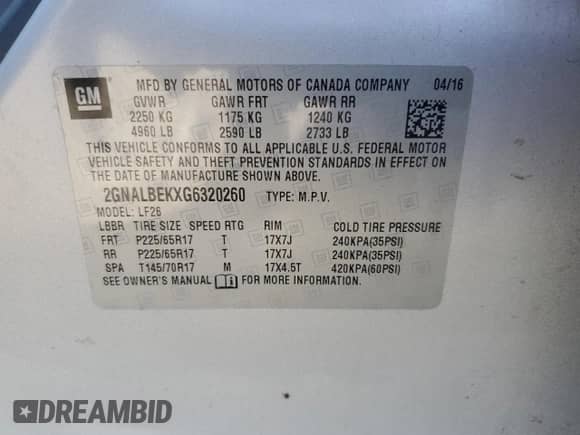 GM
MFD BY GENERAL MOTORS OF CANADA COMPANY 04/16
GVWR GAWR FRT GAWR RR
2250 KG 1175 KG 1240 KG
4960 LB 2590 LB 2733 LB
THIS VEHICLE CONFORMS TO ALL APPLICABLE U.S. FEDERAL MOTOR
VEHICLE SAFETY AND THEFT PREVENTION STANDARDS IN EFFECT ON
THE DATE OF MANUFACTURE SHOWN ABOVE.
2GNALBEKXG6320260 TYPE: M.P.V.
MODEL: LF26
LBBR TIRE SIZE SPEED RTG RIM COLD TIRE PRESSURE
FRT P225/65R17 T 17X7J 240KPA(35PSI)
RR P225/65R17 T 17X7J 240KPA(35PSI)
SPA T145/70R17 M 17X4.5T 420KPA(60PSI)
SEE OWNER'S MANUAL FOR MORE INFORMATION.
DREAMBID